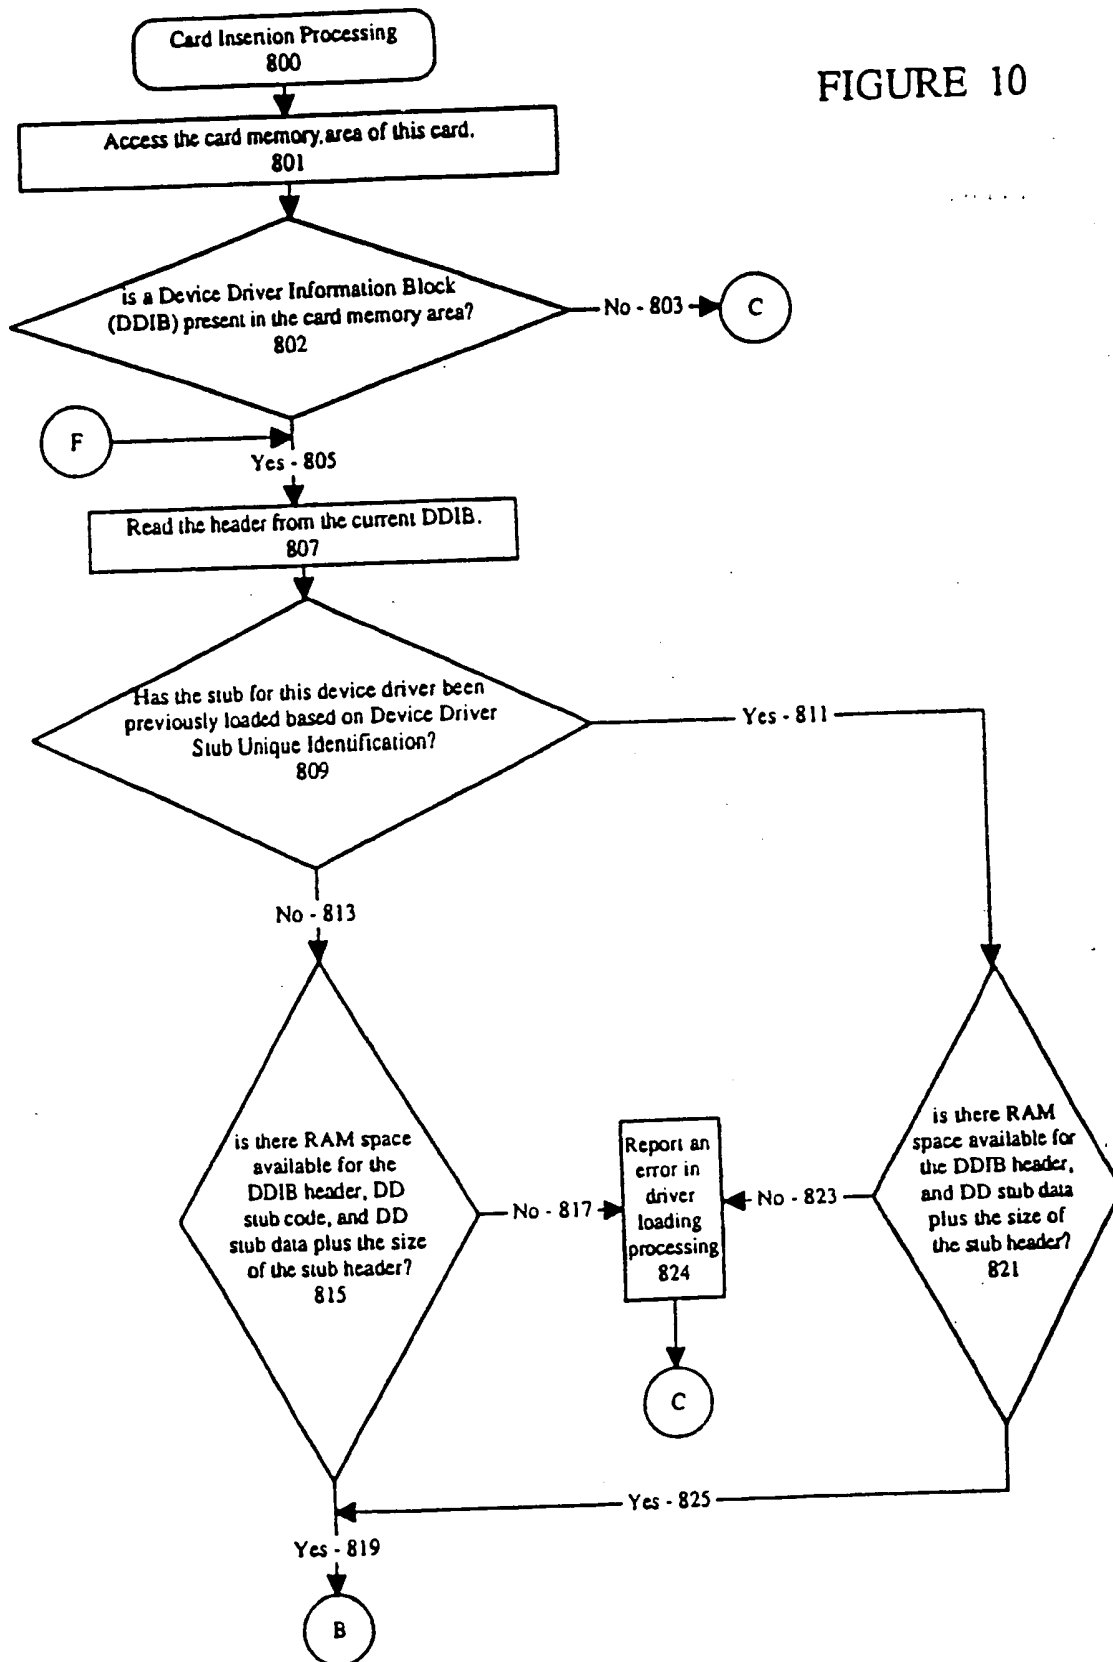 Card Insertion Processing
800
FIGURE 10
Access the card memory area of this card.
801
is a Device Driver Information Block
(DDIB) present in the card memory area?
802
No - 803
C
F
Yes - 805
Read the header from the current DDIB.
807
Has the stub for this device driver been
previously loaded based on Device Driver
Stub Unique Identification?
809
Yes - 811
No - 813
is there RAM space
available for the
DDIB header, DD
stub code, and DD
stub data plus the size
of the stub header?
815
No - 817
Report an
error in
driver
loading
processing
824
No - 823
is there RAM
space available for
the DDIB header,
and DD stub data
plus the size of
the stub header?
821
C
Yes - 825
Yes - 819
B